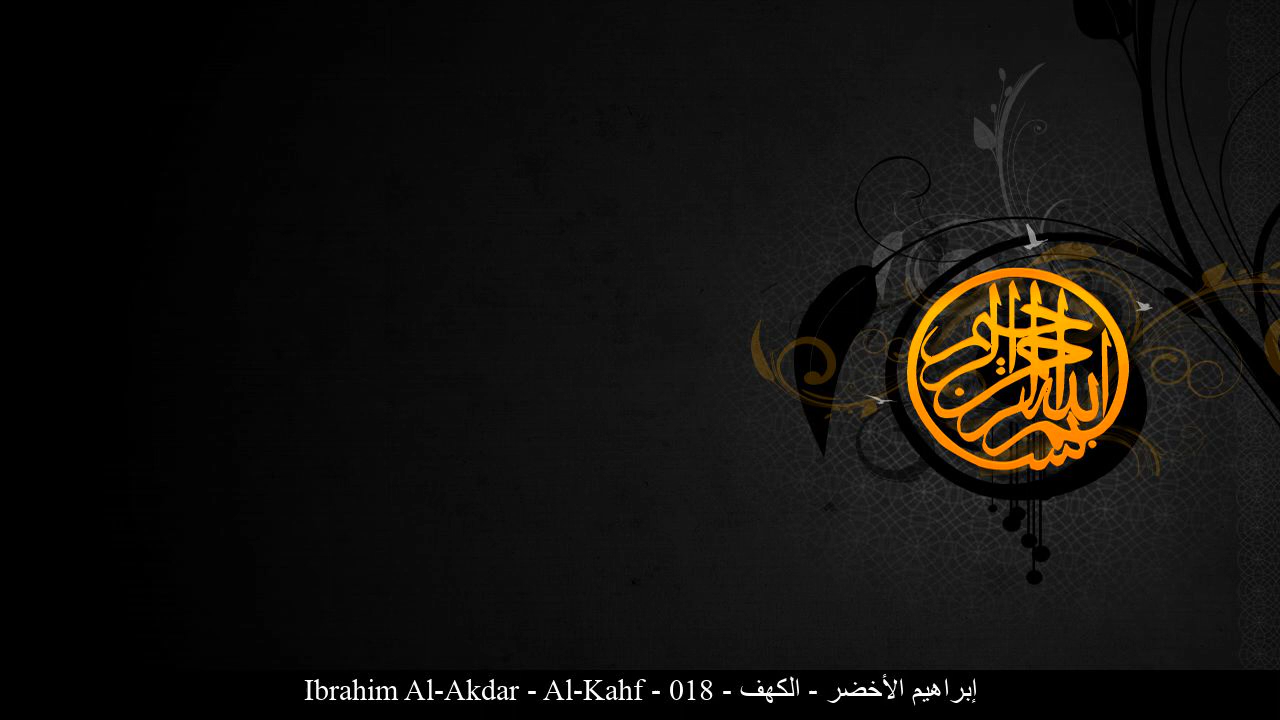 بسم الله الرحمن الرحيم
Ibrahim Al-Akdar - Al-Kahf - 018 - إبراهيم الأخضر - الكهف